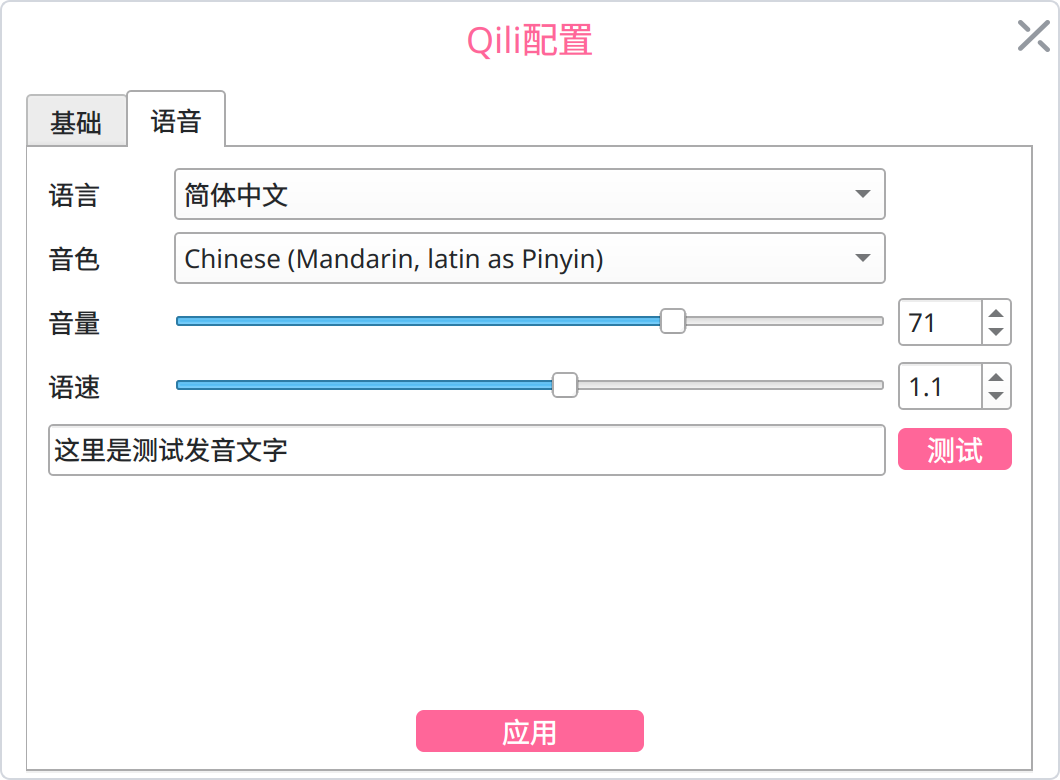 Qili配置
基础
语音
语言
简体中文
音色
Chinese (Mandarin, latin as Pinyin)
音量
71
语速
1.1
这里是测试发音文字
测试
应用